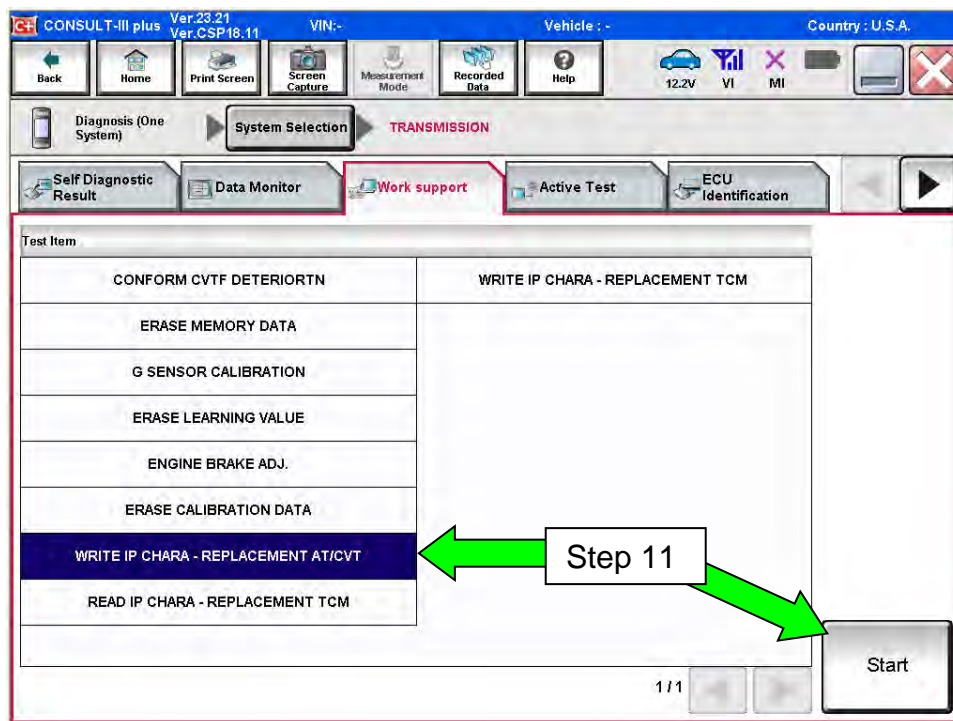 C+ CONSULT-III plus Ver.23.21 VIN:- Vehicle : - Country : U.S.A.
Ver.CSP18.11
Back Home Print Screen Screen Capture Measurement Mode Recorded Data Help 12.2V VI MI
Diagnosis (One System) System Selection TRANSMISSION
Self Diagnostic Result Data Monitor Work support Active Test ECU Identification
Test Item
CONFORM CVTF DETERIORTN WRITE IP CHARA - REPLACEMENT TCM
ERASE MEMORY DATA
G SENSOR CALIBRATION
ERASE LEARNING VALUE
ENGINE BRAKE ADJ.
ERASE CALIBRATION DATA
WRITE IP CHARA - REPLACEMENT AT/CVT
Step 11
READ IP CHARA - REPLACEMENT TCM
Start
1/1